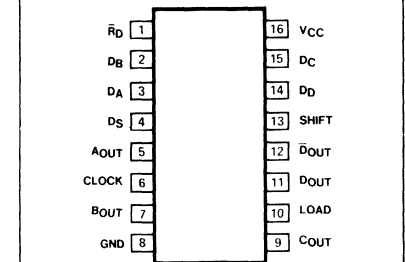 R̄D 1 16 VCC
DB 2 15 DC
DA 3 14 DD
DS 4 13 SHIFT
AOUT 5 12 D̄OUT
CLOCK 6 11 DOUT
BOUT 7 10 LOAD
GND 8 9 COUT